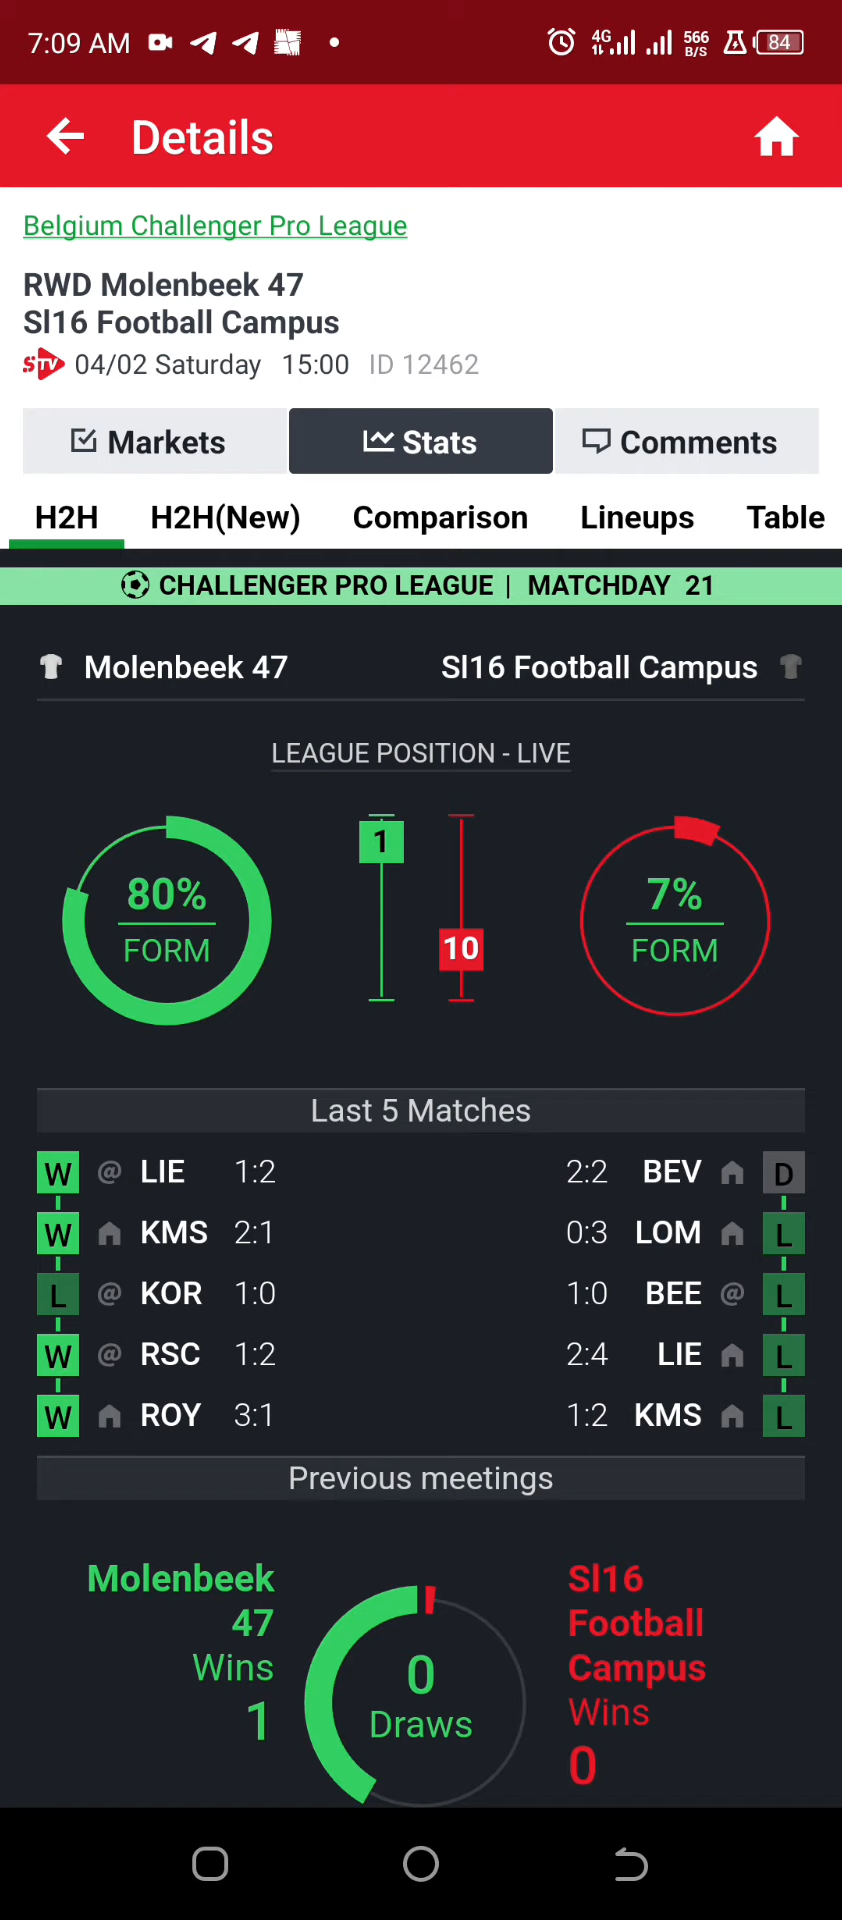 7:09 AM
4G
566
B/S
84
Details
Belgium Challenger Pro League
RWD Molenbeek 47
Sl16 Football Campus
STV 04/02 Saturday 15:00 ID 12462
Markets Stats Comments
H2H H2H(New) Comparison Lineups Table
CHALLENGER PRO LEAGUE | MATCHDAY 21
Molenbeek 47 Sl16 Football Campus
LEAGUE POSITION - LIVE
80%
FORM
1
10
7%
FORM
Last 5 Matches
W @ LIE 1:2 2:2 BEV D
W KMS 2:1 0:3 LOM L
L @ KOR 1:0 1:0 BEE @ L
W @ RSC 1:2 2:4 LIE L
W ROY 3:1 1:2 KMS L
Previous meetings
Molenbeek
47
Wins
1
0
Draws
Sl16
Football
Campus
Wins
0